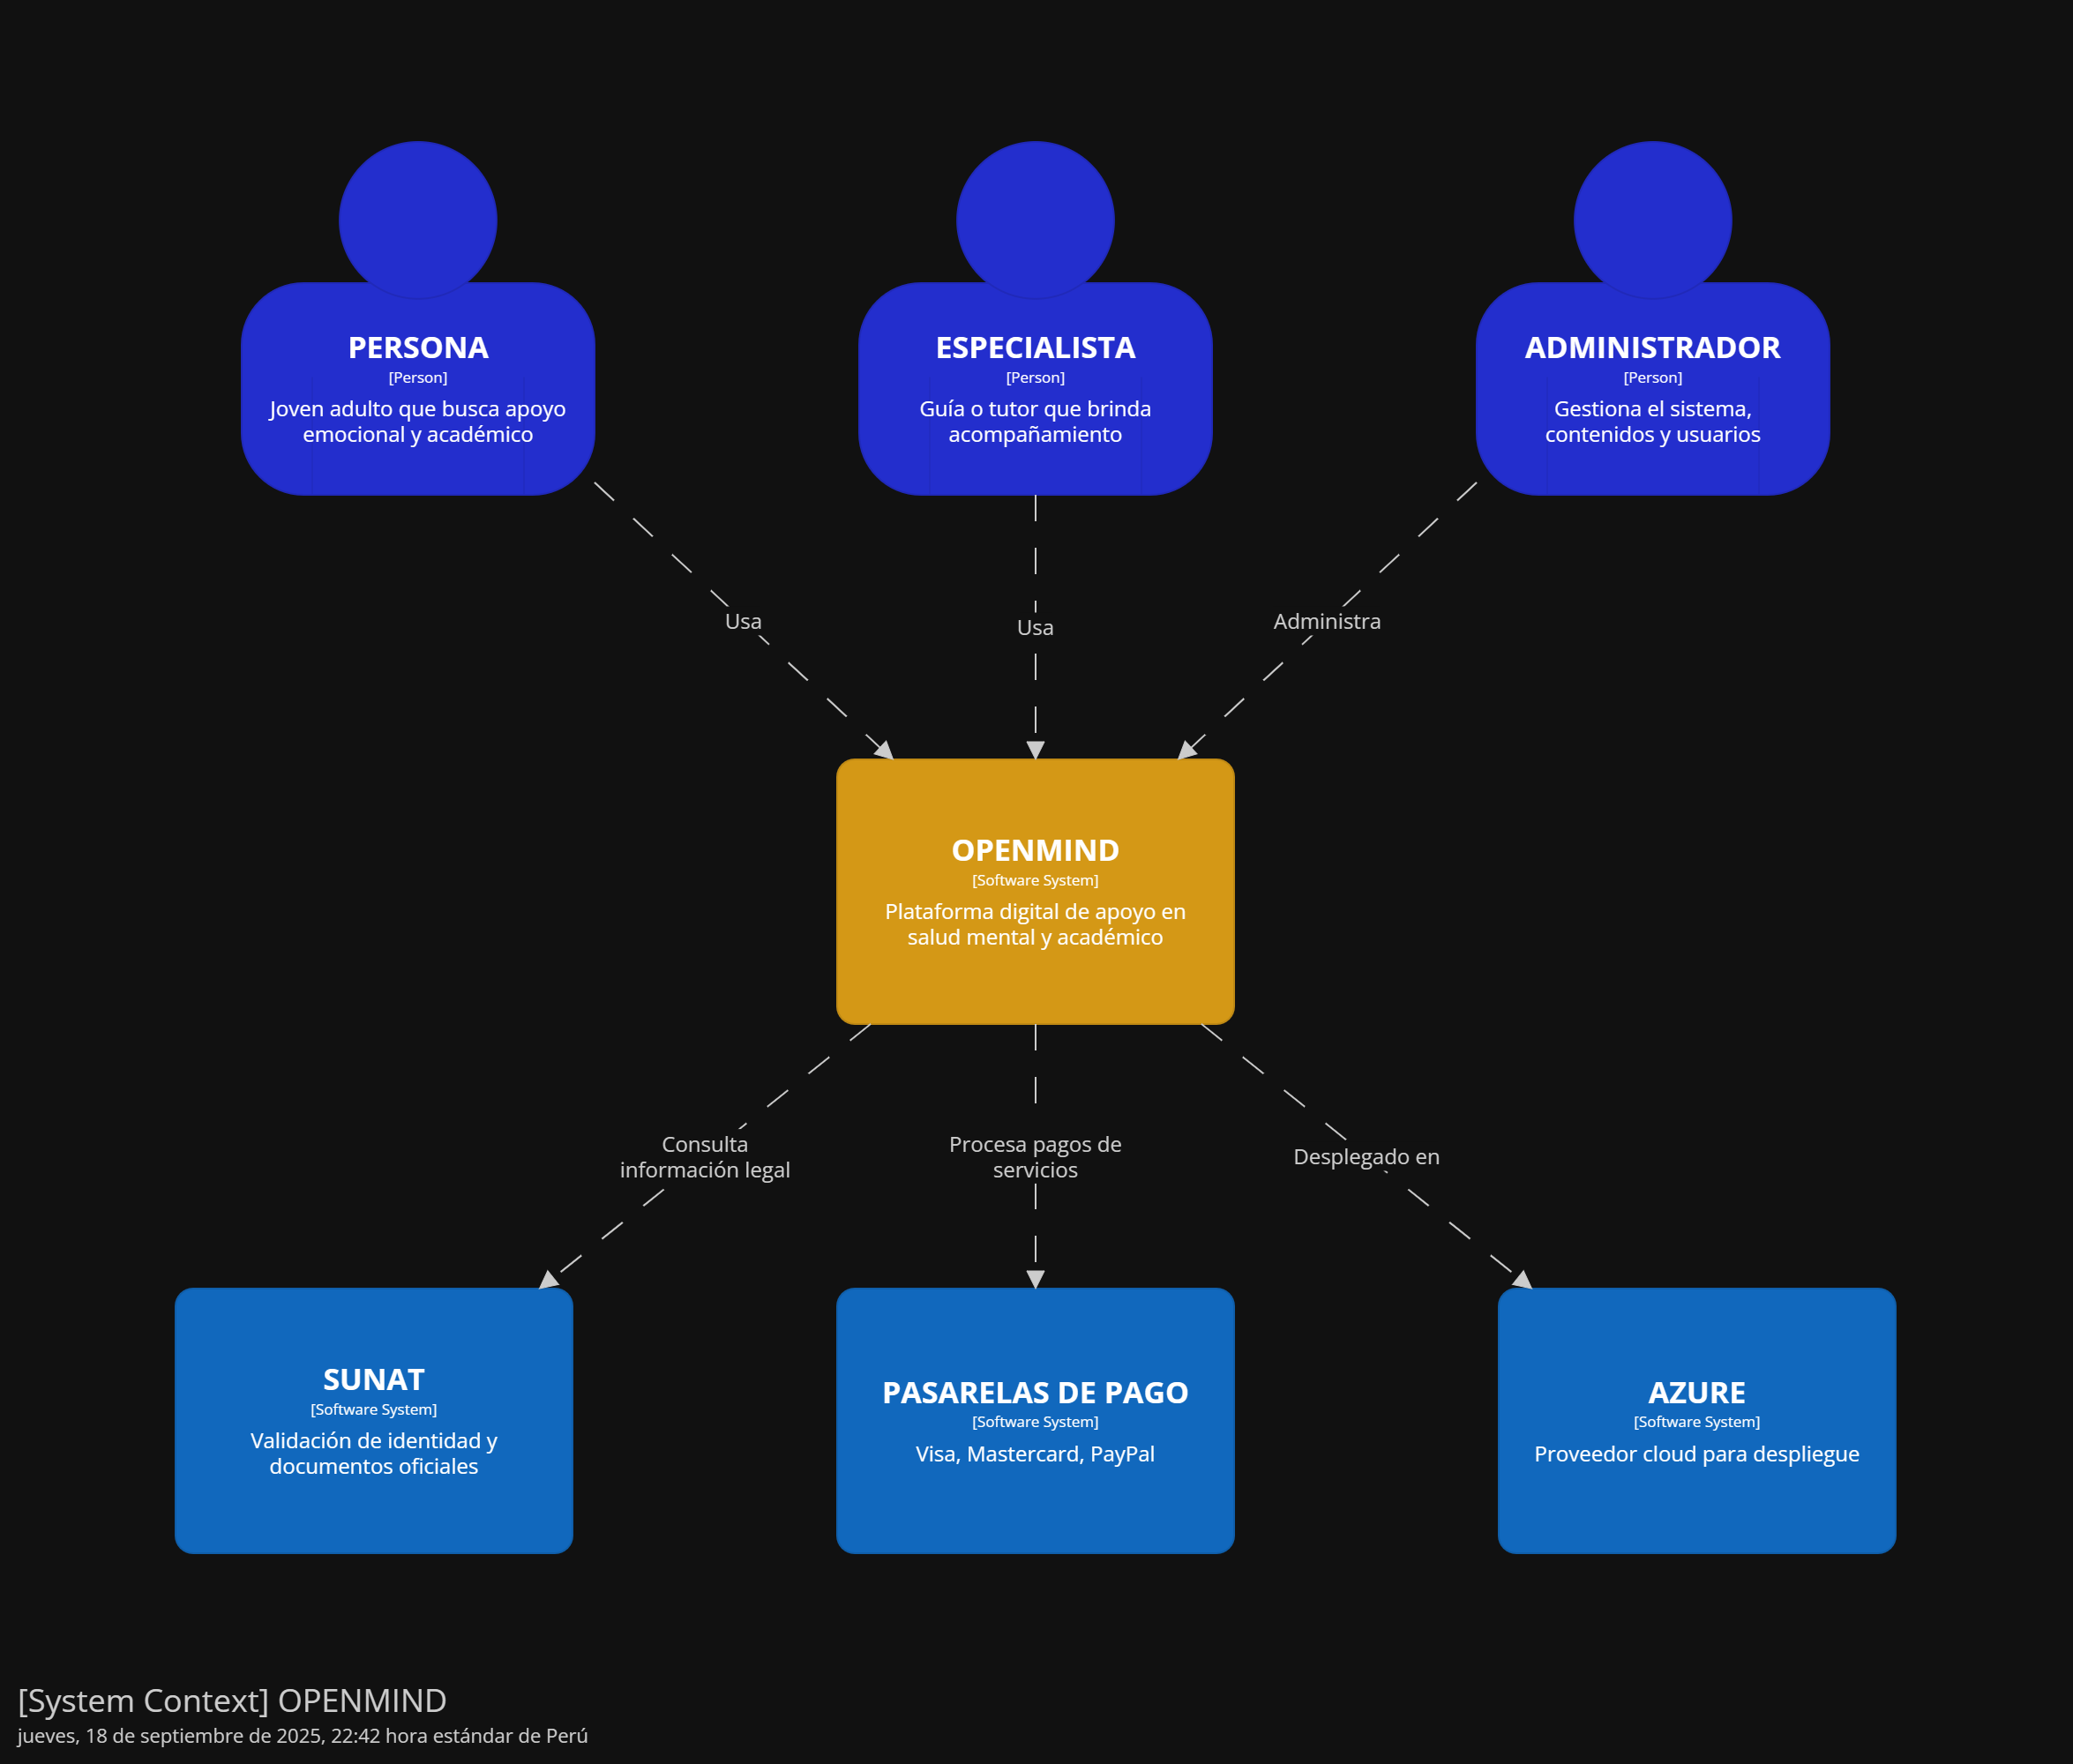 PERSONA
[Person]
Joven adulto que busca apoyo
emocional y académico
ESPECIALISTA
[Person]
Guía o tutor que brinda
acompañamiento
ADMINISTRADOR
[Person]
Gestiona el sistema,
contenidos y usuarios
Usa
Usa
Administra
OPENMIND
[Software System]
Plataforma digital de apoyo en
salud mental y académico
Consulta
información legal
Procesa pagos de
servicios
Desplegado en
SUNAT
[Software System]
Validación de identidad y
documentos oficiales
PASARELAS DE PAGO
[Software System]
Visa, Mastercard, PayPal
AZURE
[Software System]
Proveedor cloud para despliegue
[System Context] OPENMIND
jueves, 18 de septiembre de 2025, 22:42 hora estándar de Perú